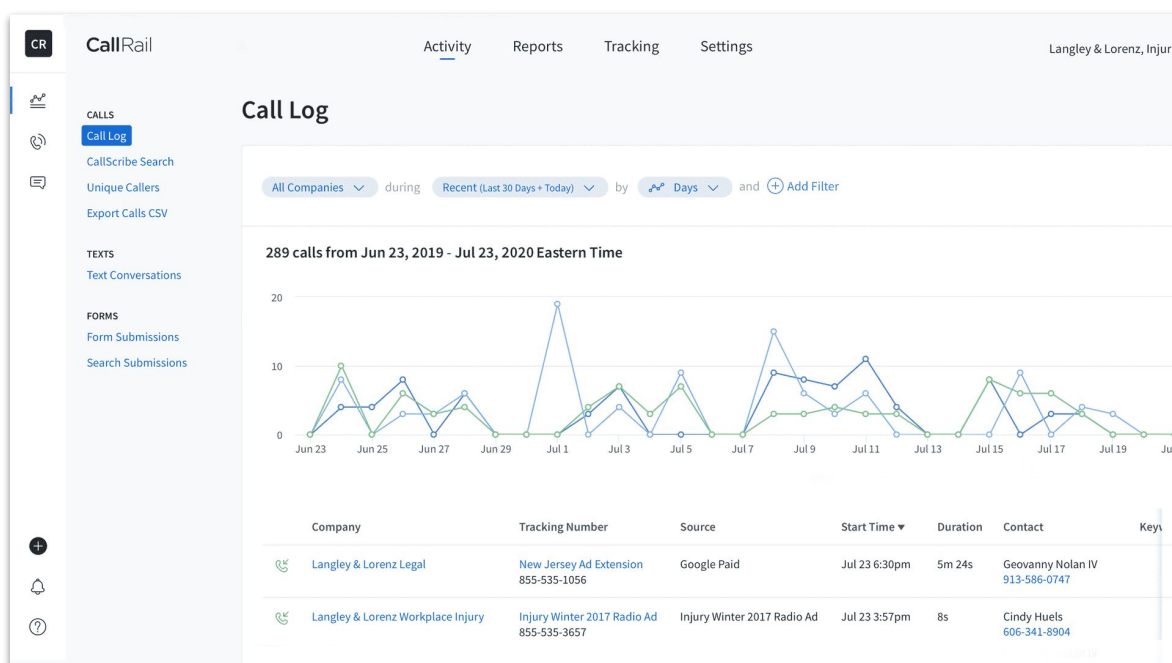 CR
CallRail
Activity Reports Tracking Settings
Langley & Lorenz, Injur
CALLS
Call Log
CallScribe Search
Unique Callers
Export Calls CSV
TEXTS
Text Conversations
FORMS
Form Submissions
Search Submissions
Call Log
All Companies during Recent (Last 30 Days + Today) by Days and Add Filter
289 calls from Jun 23, 2019 - Jul 23, 2020 Eastern Time
20
10
0
Jun 23 Jun 25 Jun 27 Jun 29 Jul 1 Jul 3 Jul 5 Jul 7 Jul 9 Jul 11 Jul 13 Jul 15 Jul 17 Jul 19 Ju
Company Tracking Number Source Start Time Duration Contact Keyw
Langley & Lorenz Legal New Jersey Ad Extension Google Paid Jul 23 6:30pm 5m 24s Geovanny Nolan IV
855-535-1056 913-586-0747
Langley & Lorenz Workplace Injury Injury Winter 2017 Radio Ad Injury Winter 2017 Radio Ad Jul 23 3:57pm 8s Cindy Huels
855-535-3657 606-341-8904